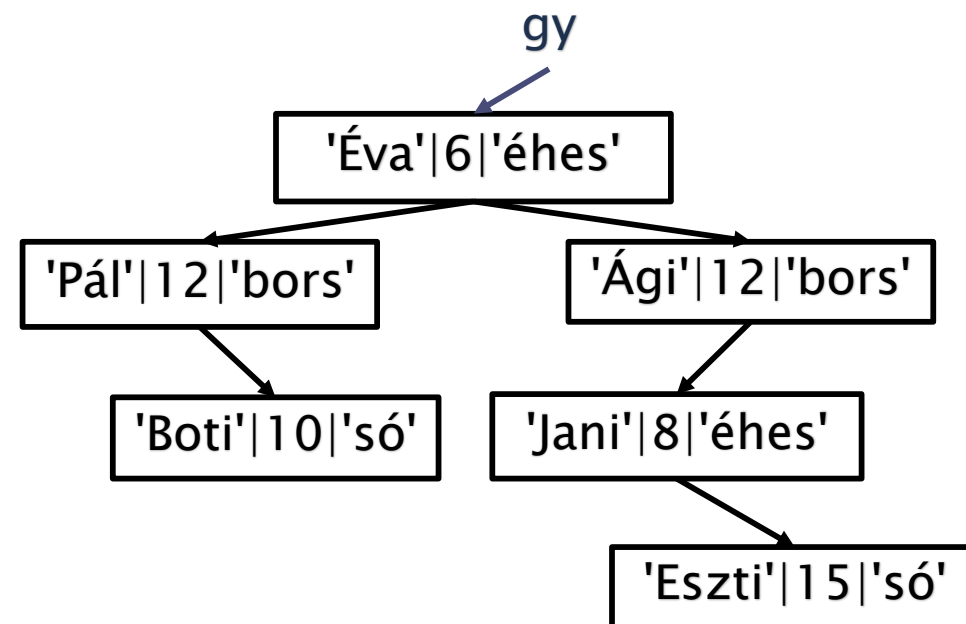 gy
'Éva'|6|'éhes'
'Pál'|12|'bors'
'Ági'|12|'bors'
'Boti'|10|'só'
'Jani'|8|'éhes'
'Eszti'|15|'só'